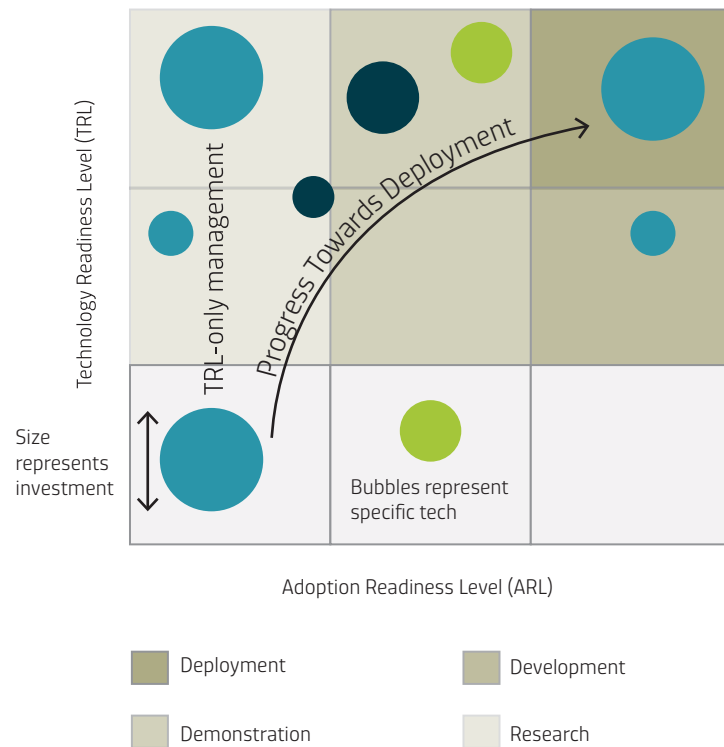 Technology Readiness Level (TRL)
TRL-only management
Progress Towards Deployment
Size
represents
investment
Bubbles represent
specific tech
Adoption Readiness Level (ARL)
Deployment
Development
Demonstration
Research